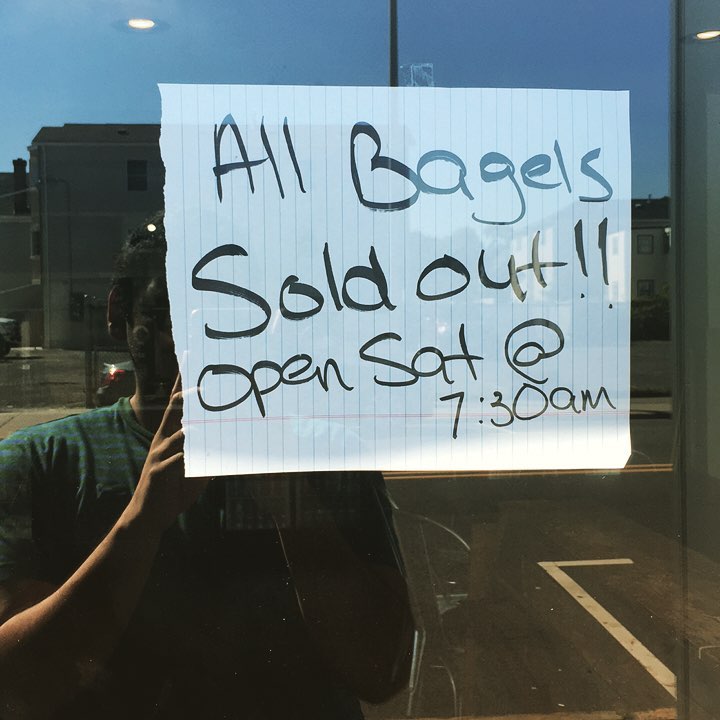 All Bagels
Sold out!!
open Sat @
7:30am